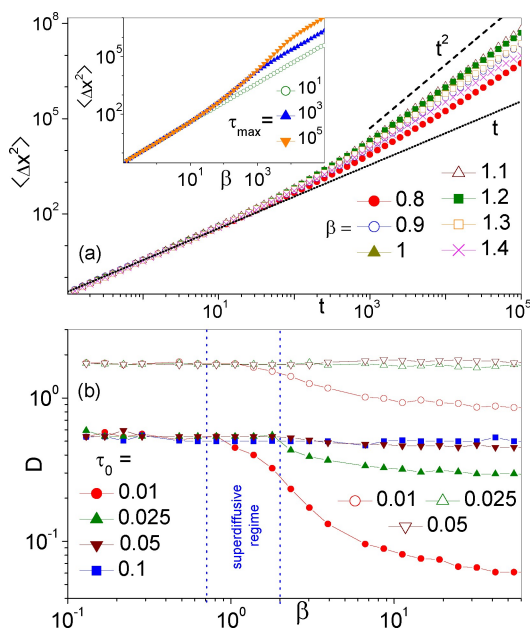 10^8
10^5
10^2
⟨Δx²⟩
(a)
10^5
10^2
⟨Δx²⟩
10^1
10^3
β
τ_max =
10^1
10^3
10^5
t²
t
β =
0.8
0.9
1
1.1
1.2
1.3
1.4
10^1
10^3
10^5
t
(b)
10^0
10^-1
D
τ_0 =
0.01
0.025
0.05
0.1
superdiffusive
regime
0.01
0.025
0.05
10^-1
10^0
β
10^1